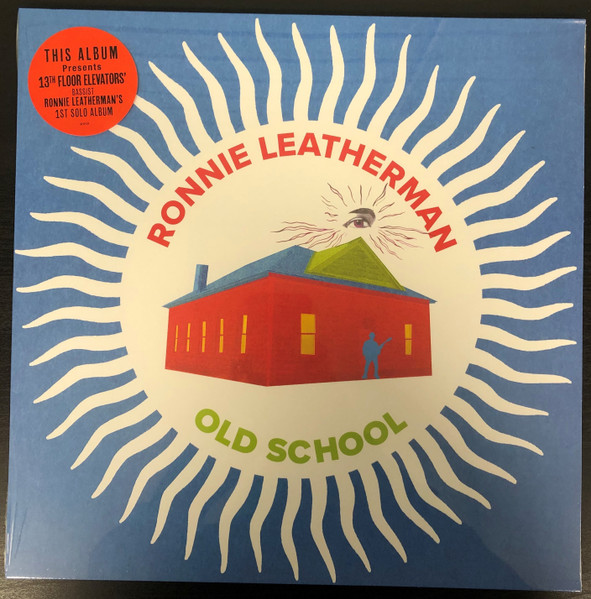 THIS ALBUM
Presents
13TH FLOOR ELEVATORS'
BASSIST
RONNIE LEATHERMAN'S
1ST SOLO ALBUM
RONNIE LEATHERMAN
OLD SCHOOL